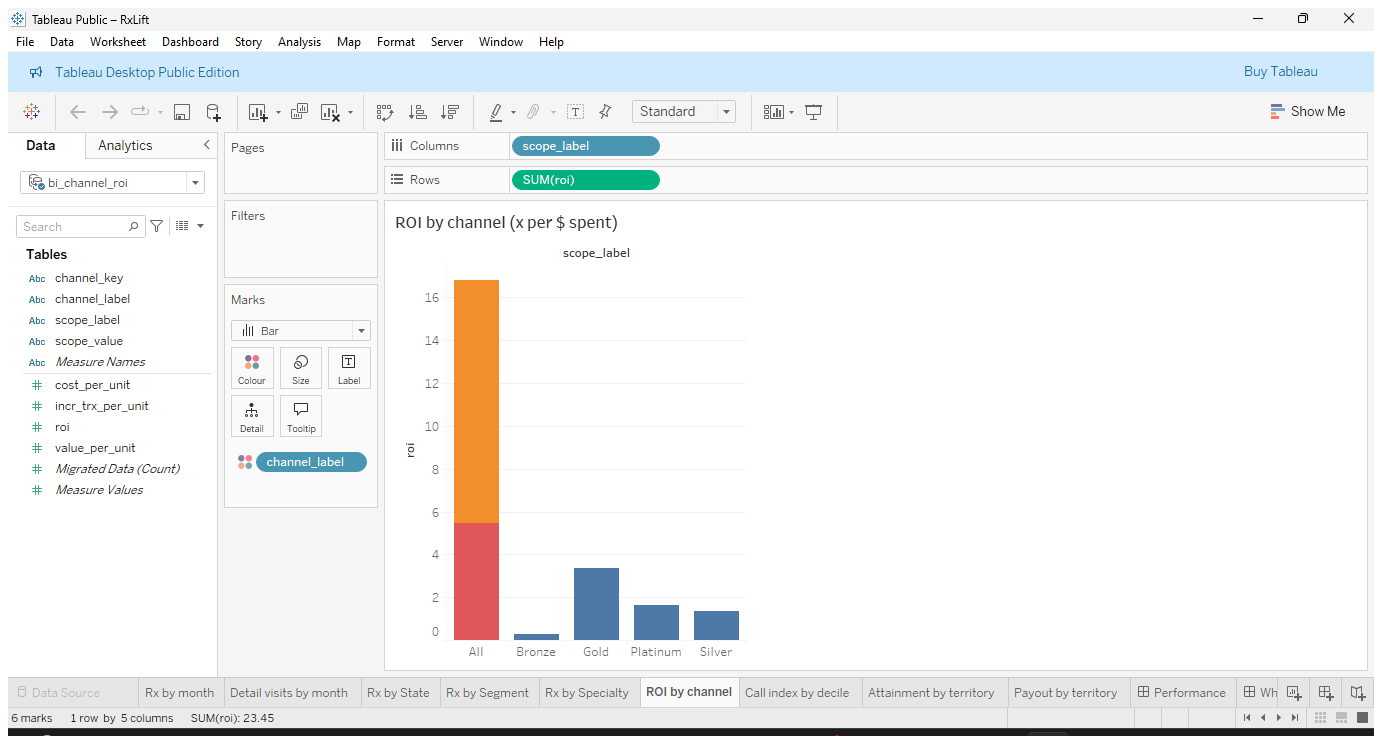 Tableau Public – RxLift
File Data Worksheet Dashboard Story Analysis Map Format Server Window Help
Tableau Desktop Public Edition Buy Tableau
Standard Show Me
Data Analytics Pages Columns scope_label
bi_channel_roi Rows SUM(roi)
Search Filters
ROI by channel (x per $ spent)
Tables scope_label
Abc channel_key
Abc channel_label
Abc scope_label
Abc scope_value
Abc Measure Names
cost_per_unit
incr_trx_per_unit
roi
value_per_unit
Migrated Data (Count)
Measure Values
Marks
Bar
Colour Size Label
Detail Tooltip
channel_label
roi
16
14
12
10
8
6
4
2
0
All Bronze Gold Platinum Silver
Data Source Rx by month Detail visits by month Rx by State Rx by Segment Rx by Specialty ROI by channel Call index by decile Attainment by territory Payout by territory Performance Wh
6 marks 1 row by 5 columns SUM(roi): 23.45